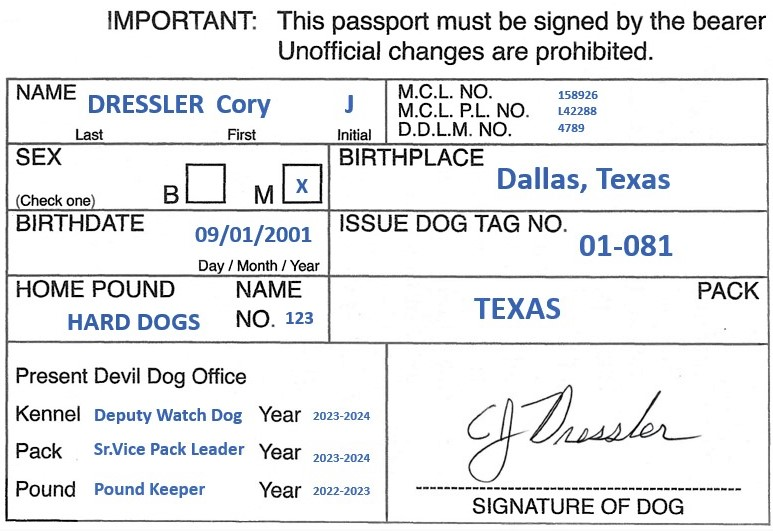 IMPORTANT: This passport must be signed by the bearer
Unofficial changes are prohibited.
NAME DRESSLER Cory J
Last First Initial
M.C.L. NO. 158926
M.C.L. P.L. NO. L42288
D.D.L.M. NO. 4789
SEX
(Check one) B M X
BIRTHPLACE
Dallas, Texas
BIRTHDATE
09/01/2001
Day / Month / Year
ISSUE DOG TAG NO.
01-081
HOME POUND NAME
HARD DOGS NO. 123
PACK
TEXAS
Present Devil Dog Office
Kennel Deputy Watch Dog Year 2023-2024
Pack Sr.Vice Pack Leader Year 2023-2024
Pound Pound Keeper Year 2022-2023
CJ Dressler
SIGNATURE OF DOG